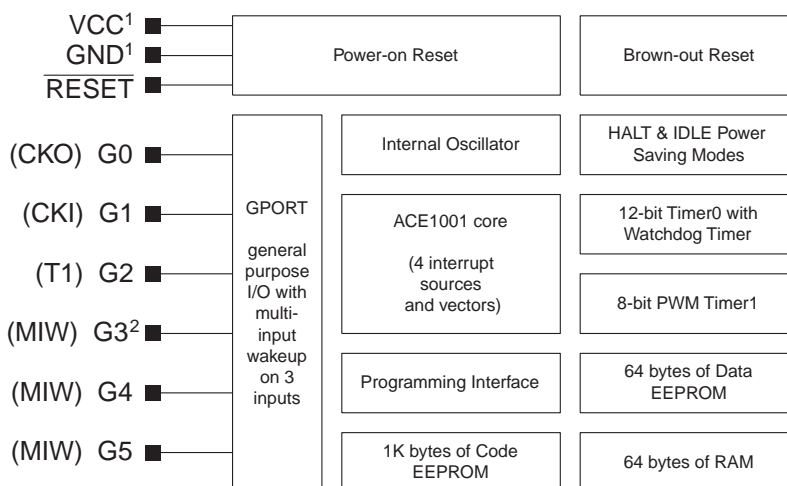 VCC¹
GND¹
RESET
Power-on Reset
Brown-out Reset
(CKO) G0
(CKI) G1
(T1) G2
(MIW) G3²
(MIW) G4
(MIW) G5
GPORT
general
purpose
I/O with
multi-
input
wakeup
on 3
inputs
Internal Oscillator
HALT & IDLE Power
Saving Modes
ACE1001 core
(4 interrupt
sources
and vectors)
12-bit Timer0 with
Watchdog Timer
8-bit PWM Timer1
Programming Interface
64 bytes of Data
EEPROM
1K bytes of Code
EEPROM
64 bytes of RAM